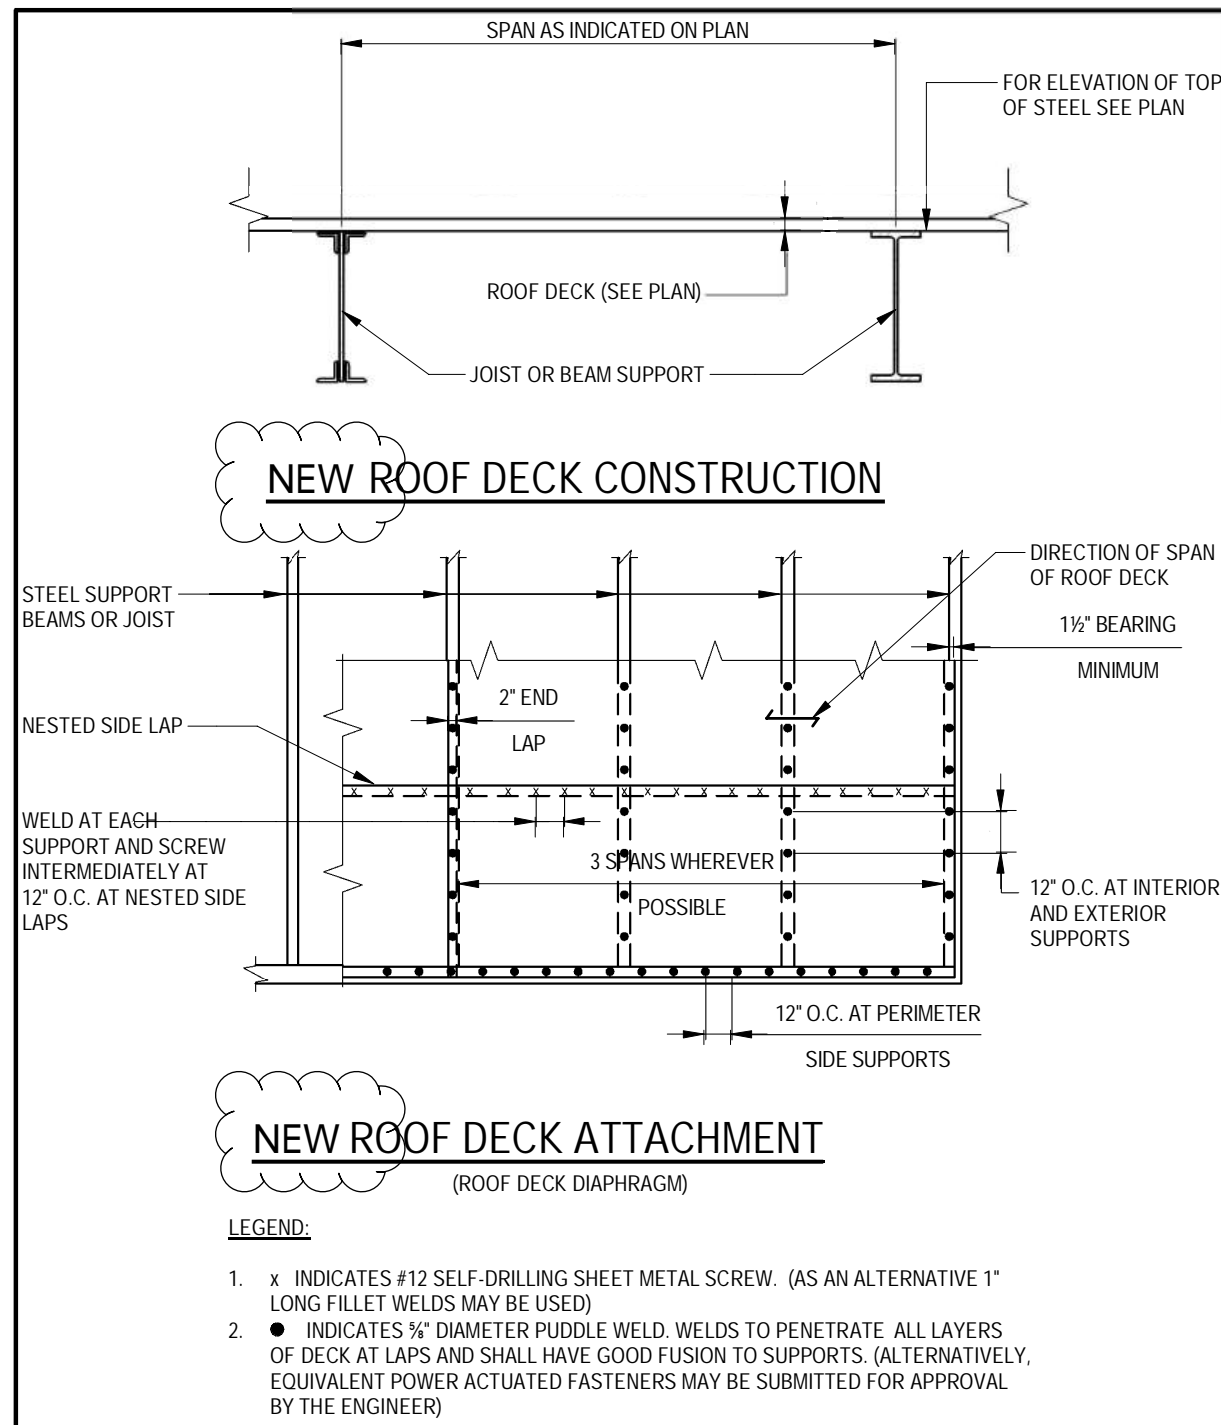 SPAN AS INDICATED ON PLAN
FOR ELEVATION OF TOP
OF STEEL SEE PLAN
ROOF DECK (SEE PLAN)
JOIST OR BEAM SUPPORT
NEW ROOF DECK CONSTRUCTION
STEEL SUPPORT
BEAMS OR JOIST
DIRECTION OF SPAN
OF ROOF DECK
1½" BEARING
MINIMUM
2" END
LAP
NESTED SIDE LAP
x x x x x x x x x x x x x x x x
WELD AT EACH
SUPPORT AND SCREW
INTERMEDIATELY AT
12" O.C. AT NESTED SIDE
LAPS
3 SPANS WHEREVER
POSSIBLE
12" O.C. AT INTERIOR
AND EXTERIOR
SUPPORTS
12" O.C. AT PERIMETER
SIDE SUPPORTS
NEW ROOF DECK ATTACHMENT
(ROOF DECK DIAPHRAGM)
LEGEND:
1. x INDICATES #12 SELF-DRILLING SHEET METAL SCREW. (AS AN ALTERNATIVE 1"
LONG FILLET WELDS MAY BE USED)
2. ● INDICATES ⅝" DIAMETER PUDDLE WELD. WELDS TO PENETRATE ALL LAYERS
OF DECK AT LAPS AND SHALL HAVE GOOD FUSION TO SUPPORTS. (ALTERNATIVELY,
EQUIVALENT POWER ACTUATED FASTENERS MAY BE SUBMITTED FOR APPROVAL
BY THE ENGINEER)